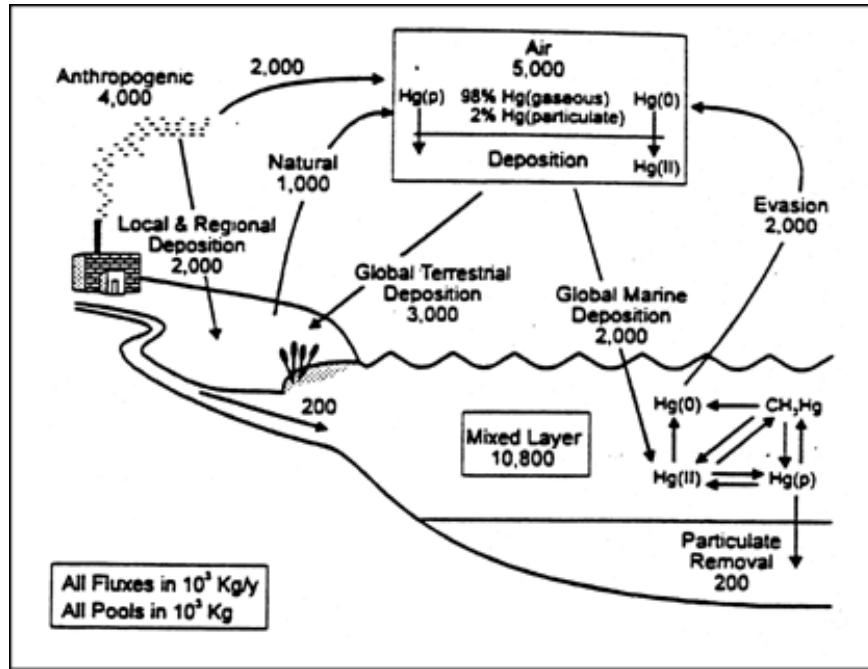 Air
5,000
Hg(p)
98% Hg(gaseous)
2% Hg(particulate)
Hg(0)
Deposition
Hg(II)
Anthropogenic
4,000
2,000
Natural
1,000
Local & Regional
Deposition
2,000
Global Terrestrial
Deposition
3,000
Global Marine
Deposition
2,000
Evasion
2,000
200
Mixed Layer
10,800
Hg(0)
CH₃Hg
Hg(II)
Hg(p)
Particulate
Removal
200
All Fluxes in 10³ Kg/y
All Pools in 10³ Kg